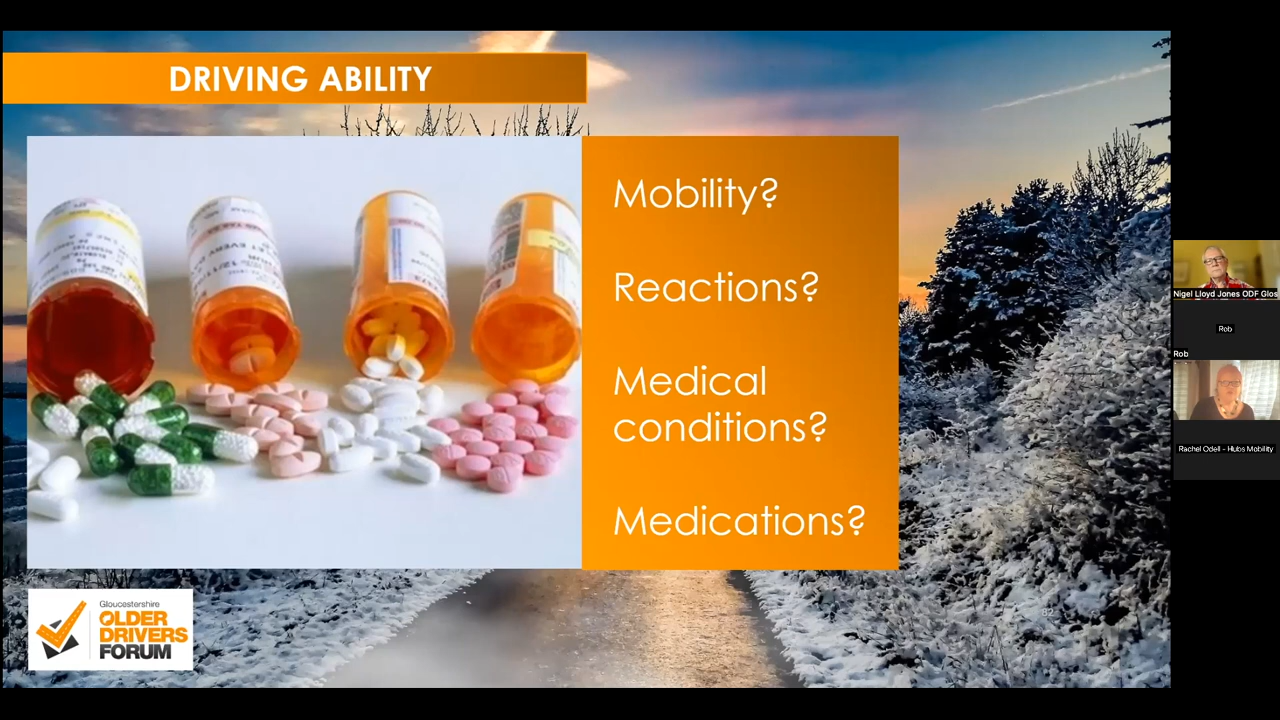 DRIVING ABILITY
Mobility?
Reactions?
Medical
conditions?
Medications?
Gloucestershire
OLDER
DRIVERS
FORUM
82
Nigel Lloyd Jones ODF Glos
Rob
Rob
Rachel Odell - Hubs Mobility